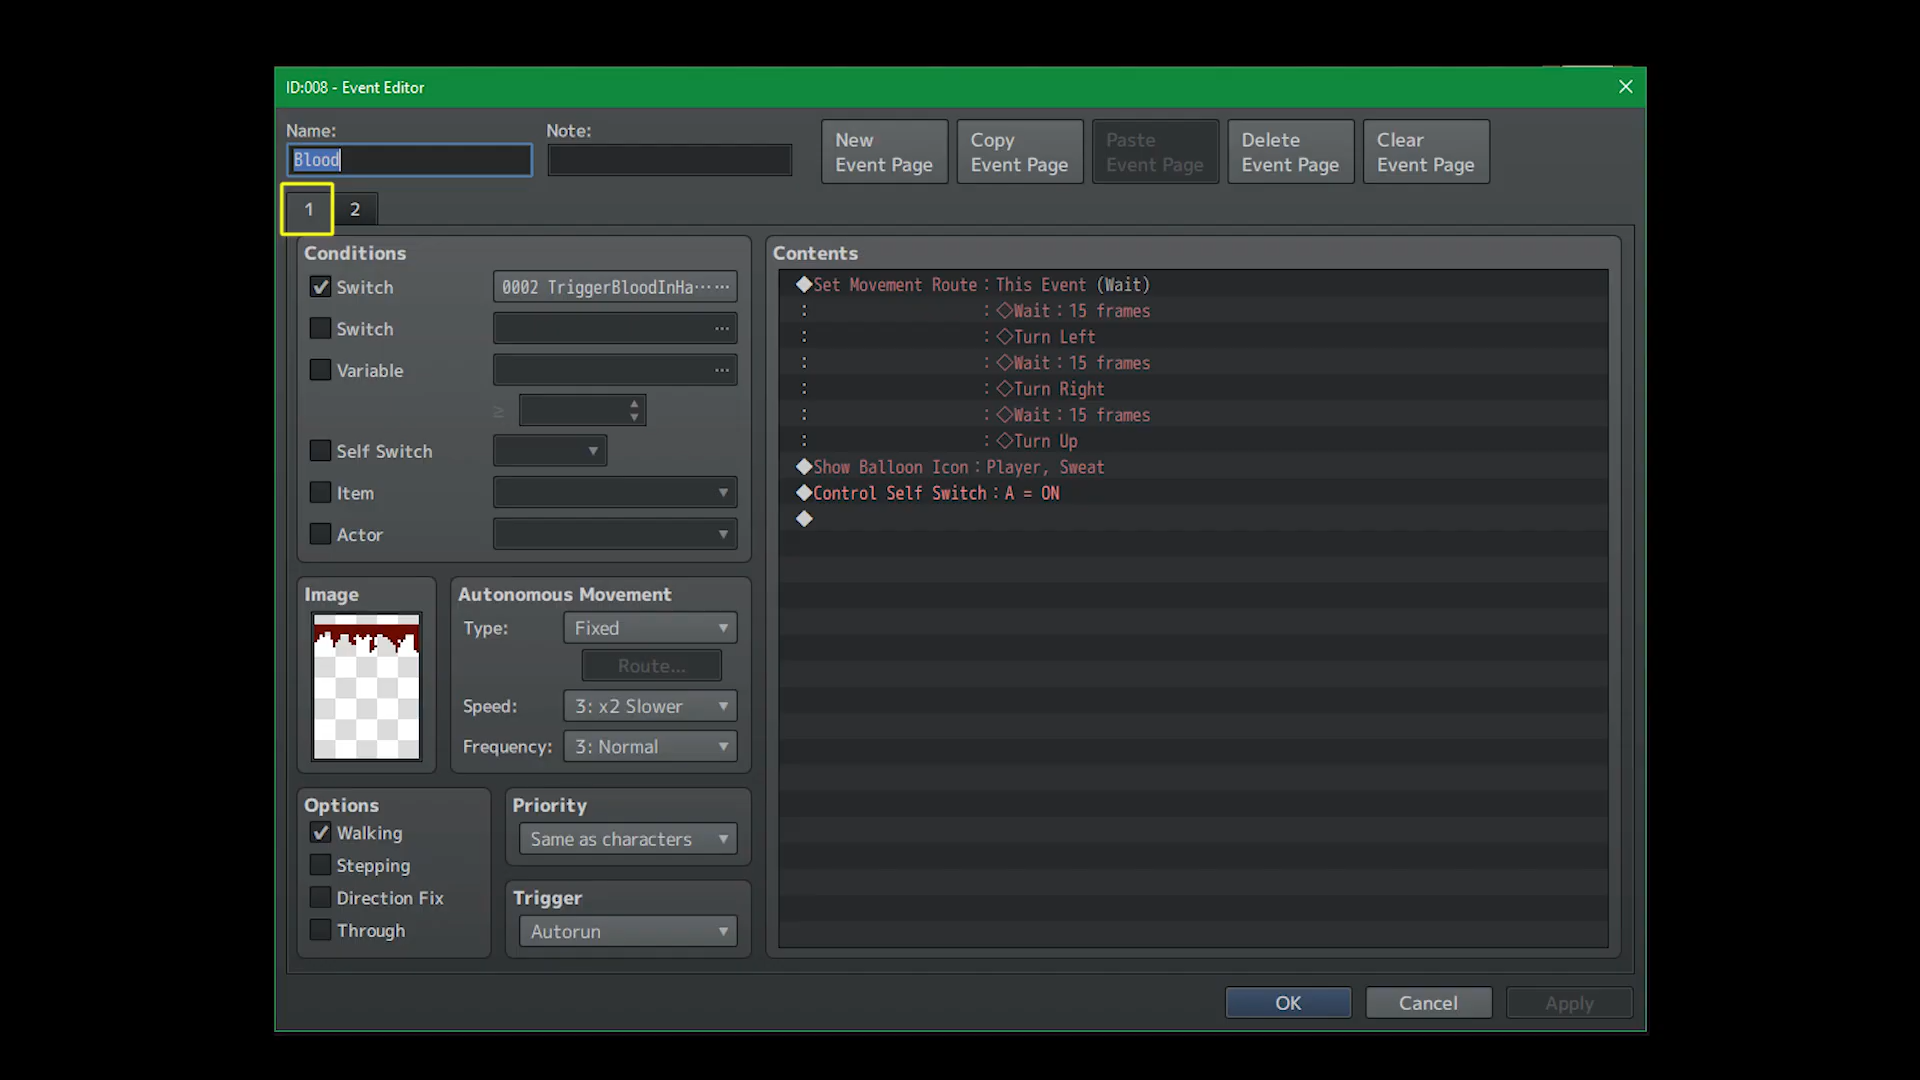 ID:008 - Event Editor
Name:
Note:
Blood
New
Event Page
Copy
Event Page
Paste
Event Page
Delete
Event Page
Clear
Event Page
1
2
Conditions
Switch
0002 TriggerBloodInHa… …
Switch
…
Variable
…
≥
Self Switch
Item
Actor
Image
Autonomous Movement
Type:
Fixed
Route...
Speed:
3: x2 Slower
Frequency:
3: Normal
Options
Walking
Stepping
Direction Fix
Through
Priority
Same as characters
Trigger
Autorun
Contents
◆Set Movement Route：This Event (Wait)
:                    :◇Wait：15 frames
:                    :◇Turn Left
:                    :◇Wait：15 frames
:                    :◇Turn Right
:                    :◇Wait：15 frames
:                    :◇Turn Up
◆Show Balloon Icon：Player, Sweat
◆Control Self Switch：A = ON
◆
OK
Cancel
Apply